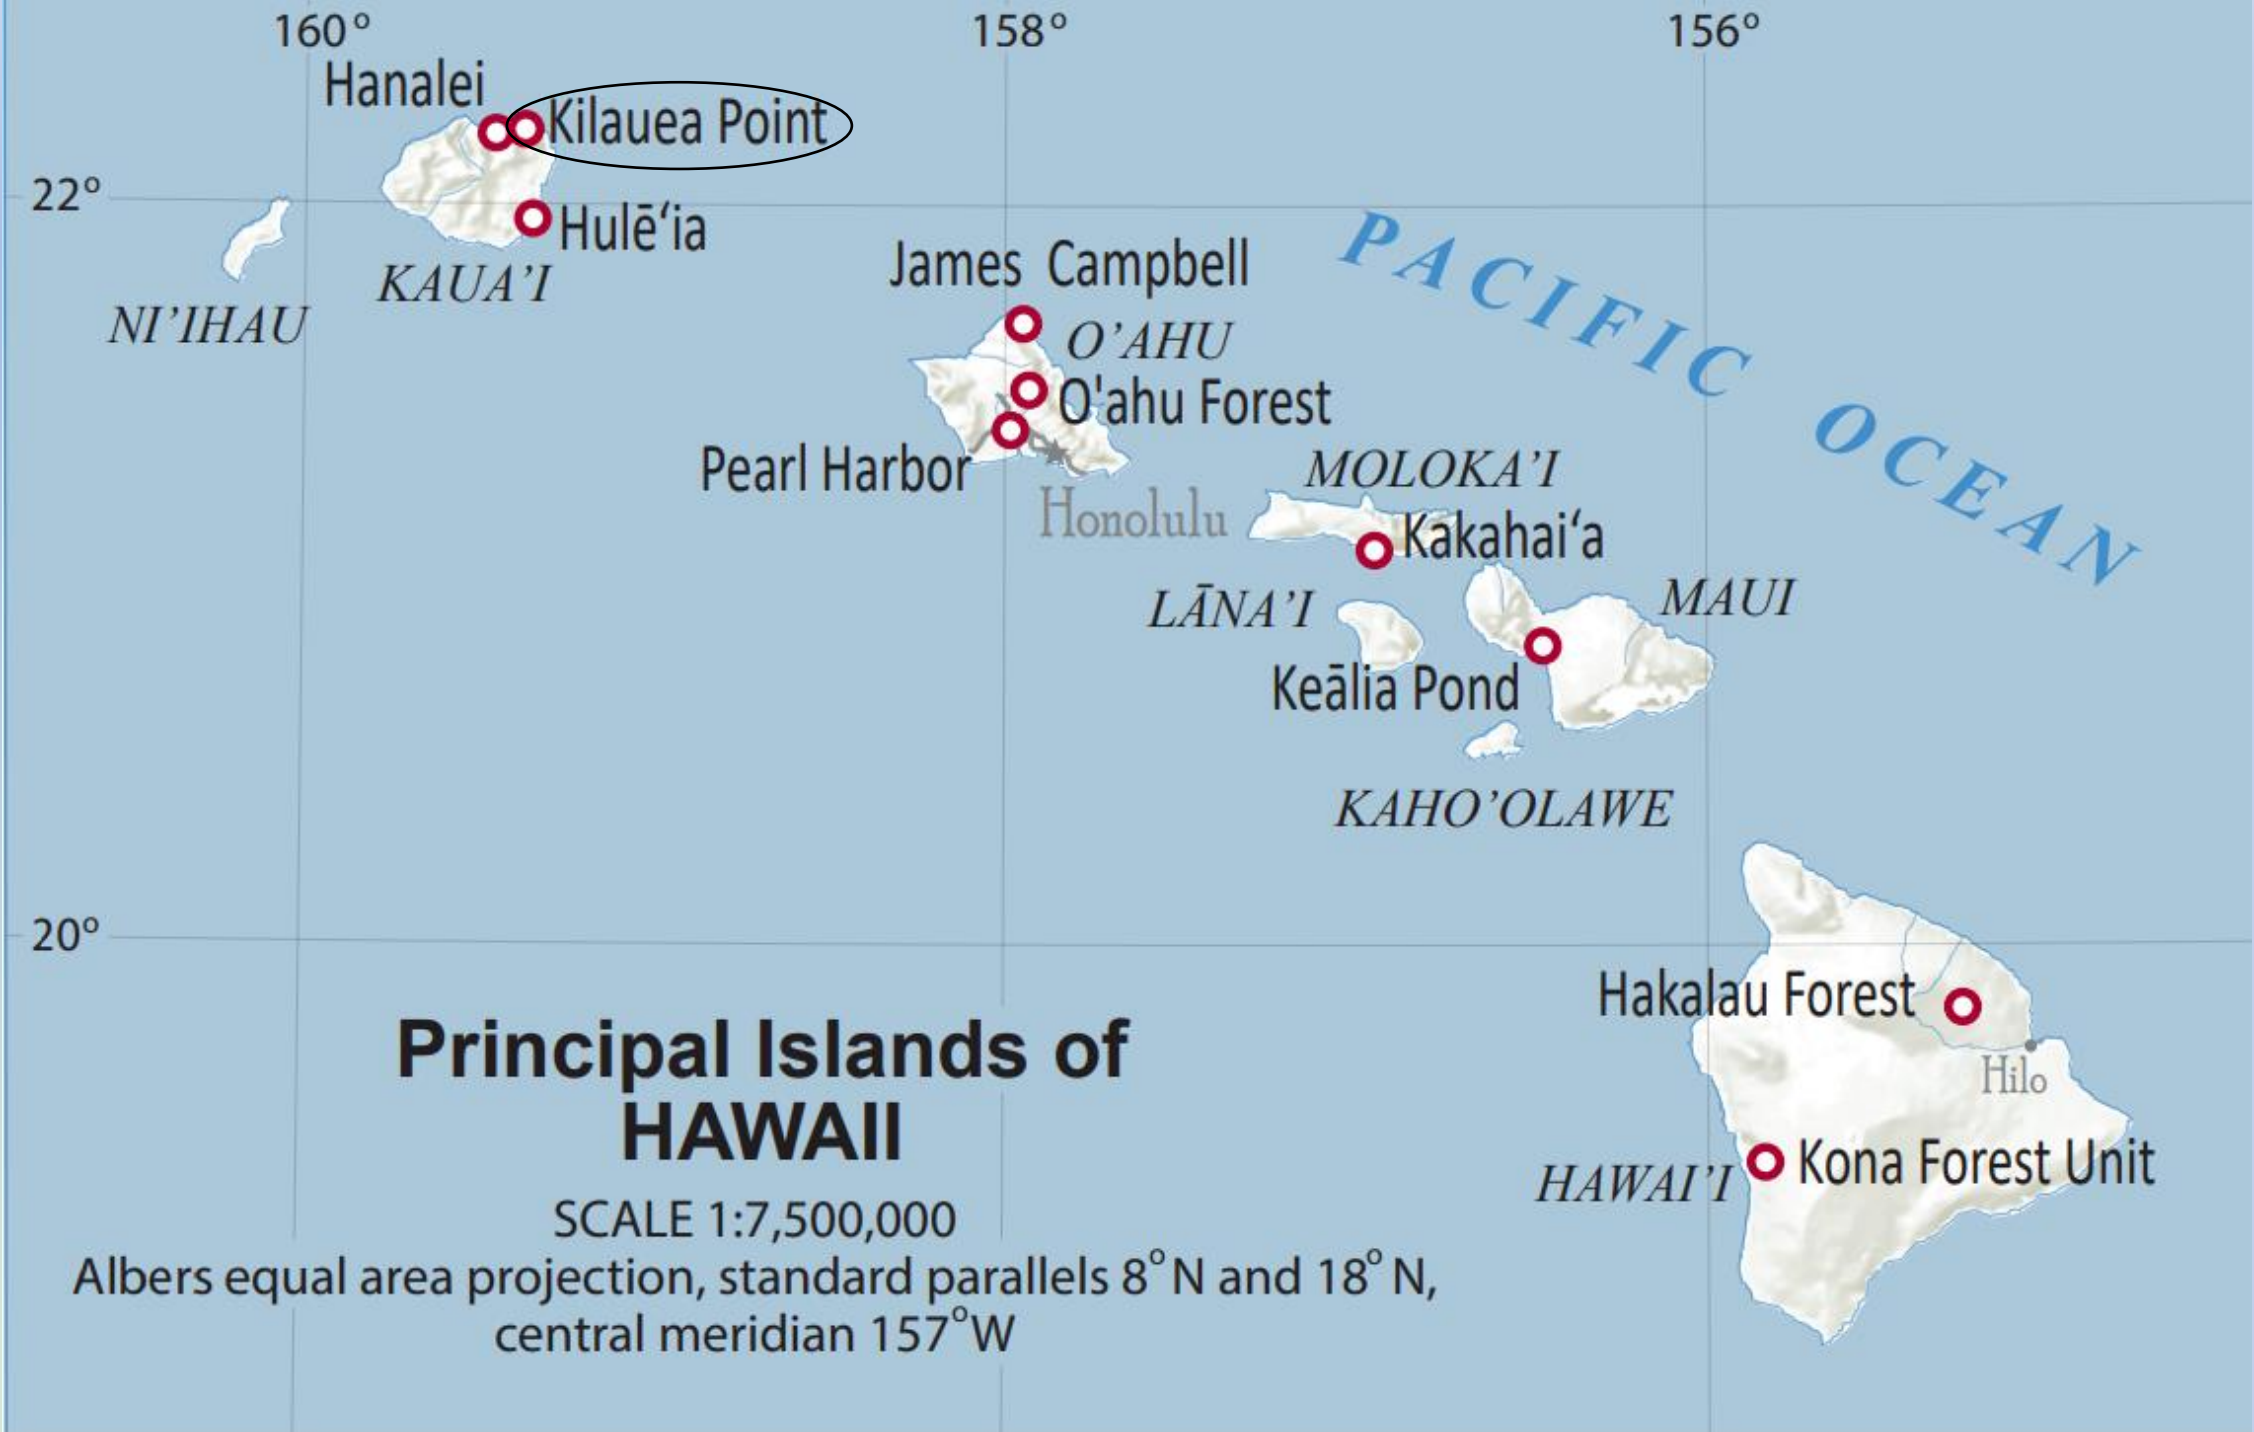 160°
158°
156°
Hanalei
Kilauea Point
22°
Hulē‘ia
KAUA’I
NI’IHAU
James Campbell
O’AHU
O'ahu Forest
Pearl Harbor
Honolulu
PACIFIC OCEAN
MOLOKA’I
Kakahai‘a
LĀNA’I
MAUI
Keālia Pond
KAHO’OLAWE
20°
Hakalau Forest
Hilo
Kona Forest Unit
HAWAI’I
Principal Islands of
HAWAII
SCALE 1:7,500,000
Albers equal area projection, standard parallels 8°N and 18°N,
central meridian 157°W